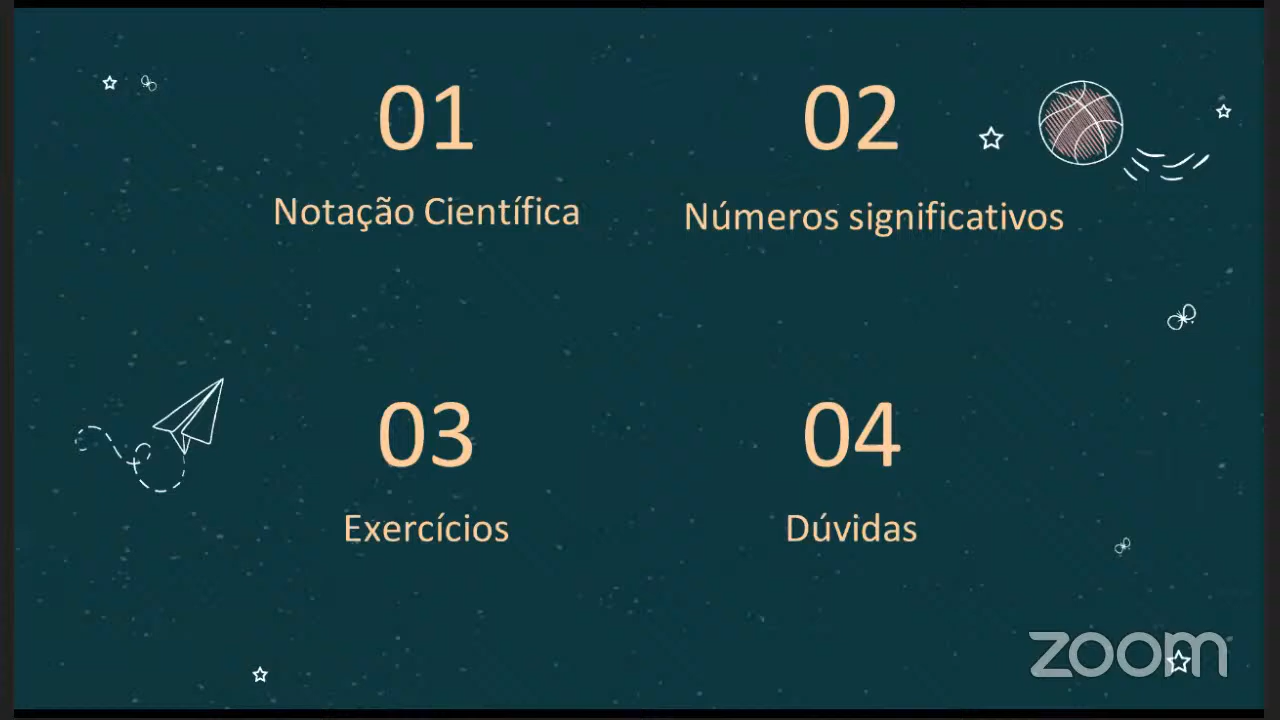 01
Notação Científica
02
Números significativos
03
Exercícios
04
Dúvidas
zoom